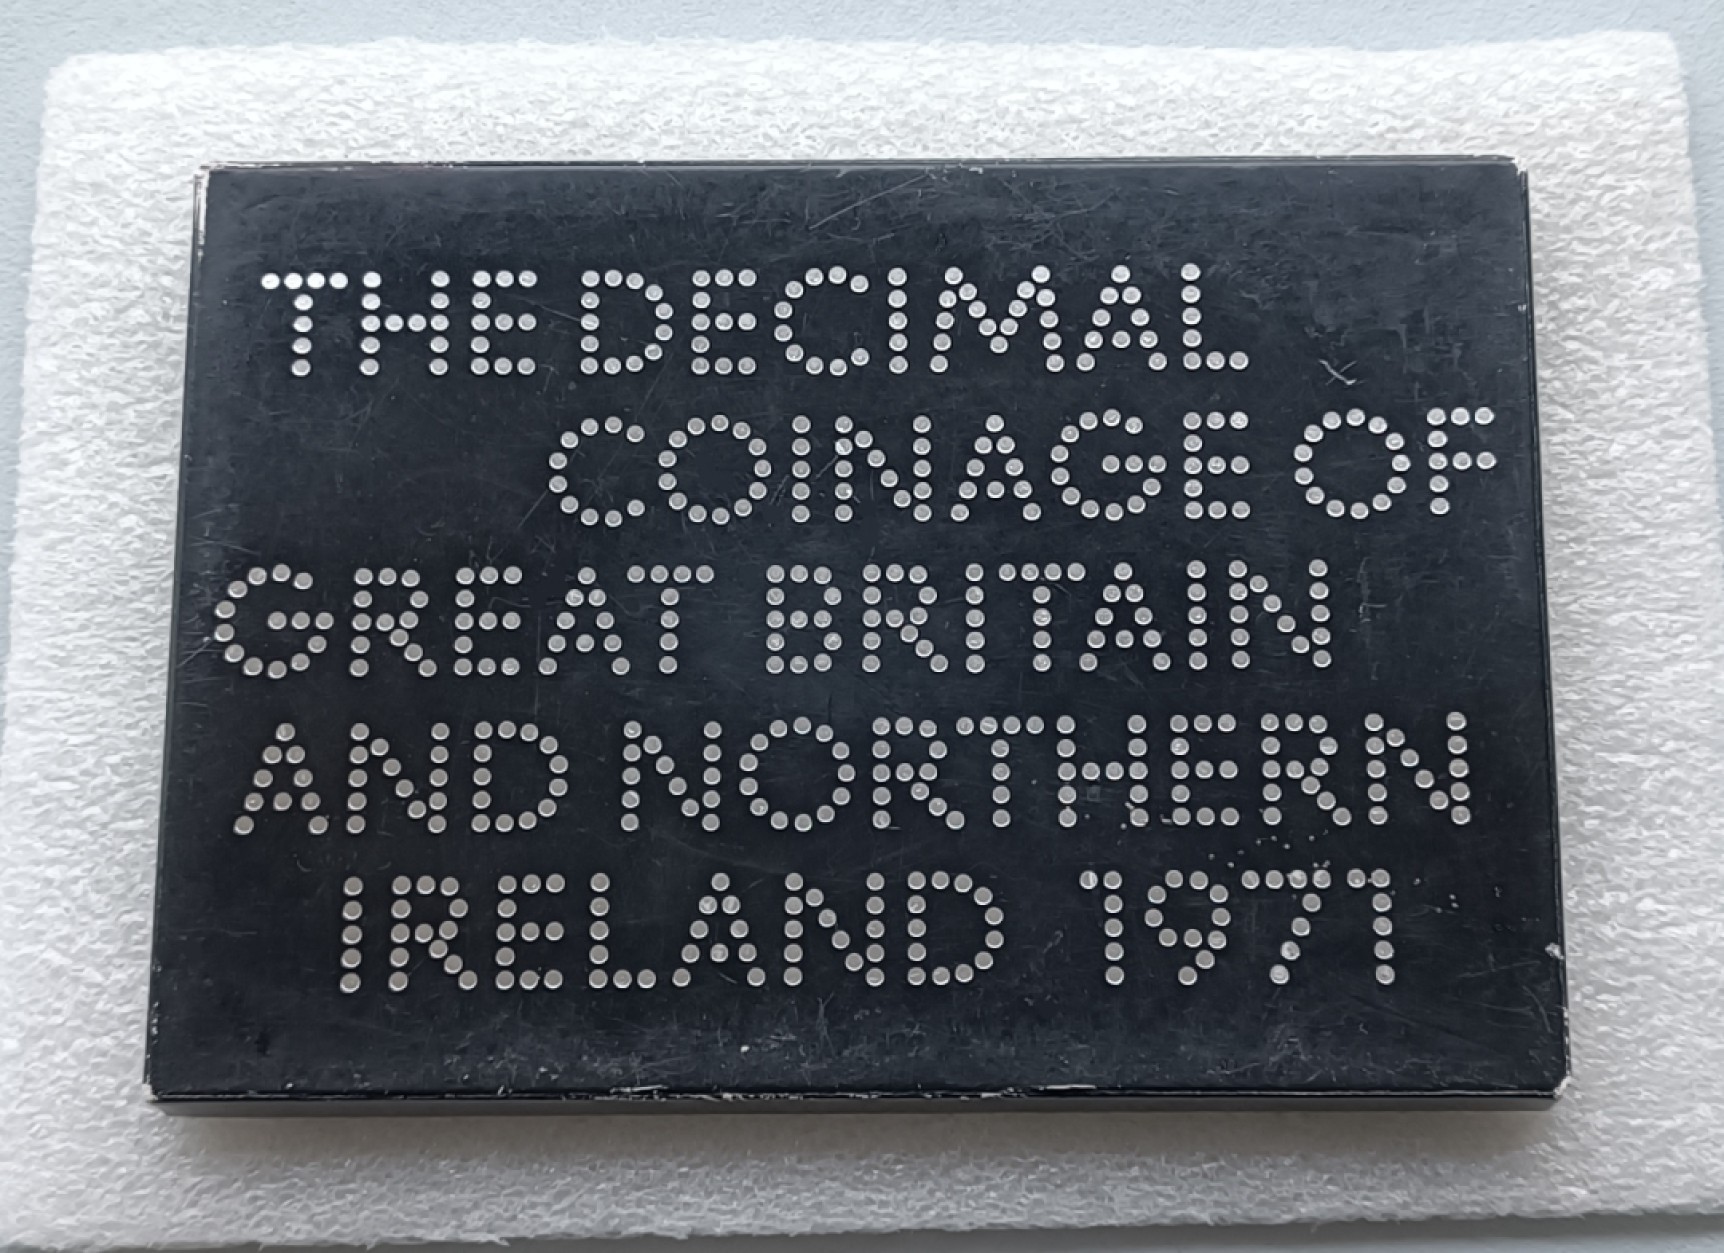 THE DECIMAL
COINAGE OF
GREAT BRITAIN
AND NORTHERN
IRELAND 1971